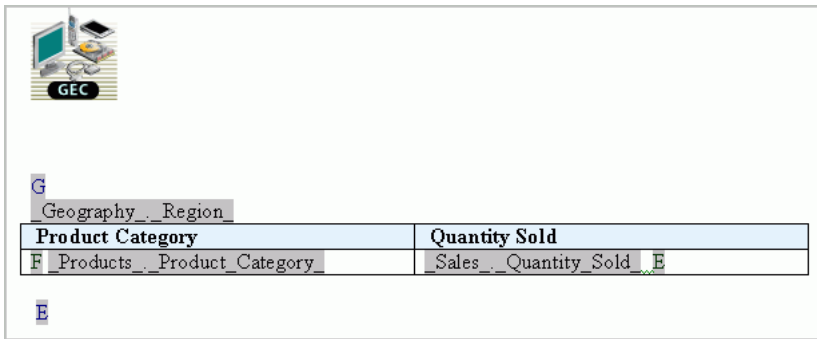 GEC
G
_Geography_._Region_
Product Category Quantity Sold
F _Products_._Product_Category_ _Sales_._Quantity_Sold_ E
E